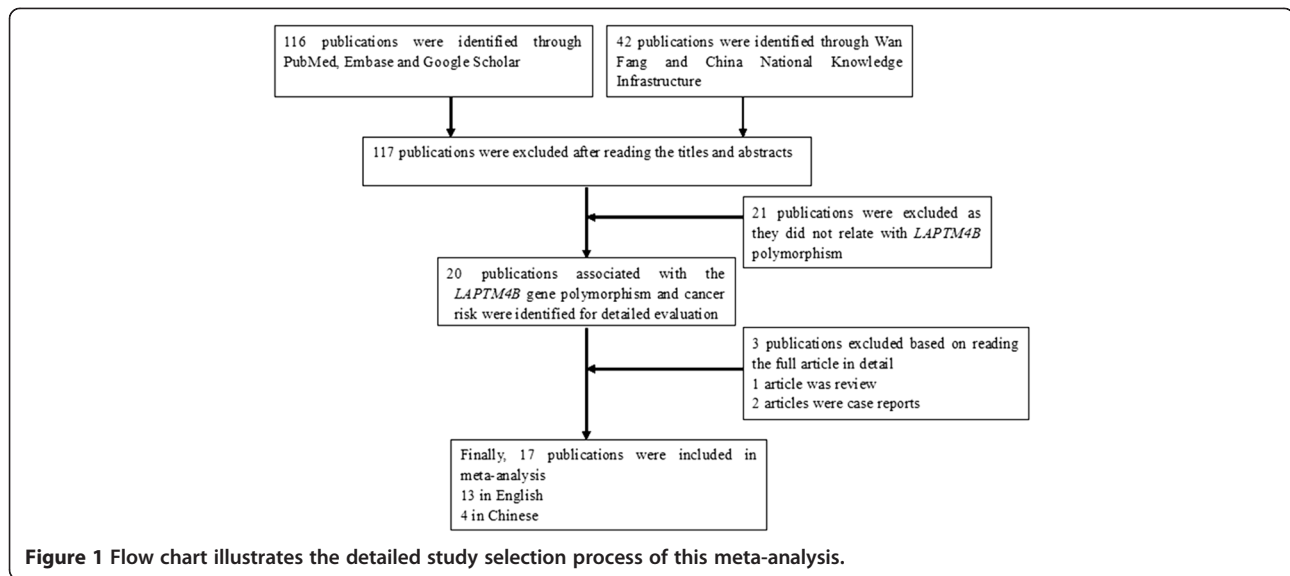 116 publications were identified through
PubMed, Embase and Google Scholar
42 publications were identified through Wan
Fang and China National Knowledge
Infrastructure
117 publications were excluded after reading the titles and abstracts
21 publications were excluded as
they did not relate with LAPTM4B
polymorphism
20 publications associated with the
LAPTM4B gene polymorphism and cancer
risk were identified for detailed evaluation
3 publications excluded based on reading
the full article in detail
1 article was review
2 articles were case reports
Finally, 17 publications were included in
meta-analysis
13 in English
4 in Chinese
Figure 1 Flow chart illustrates the detailed study selection process of this meta-analysis.